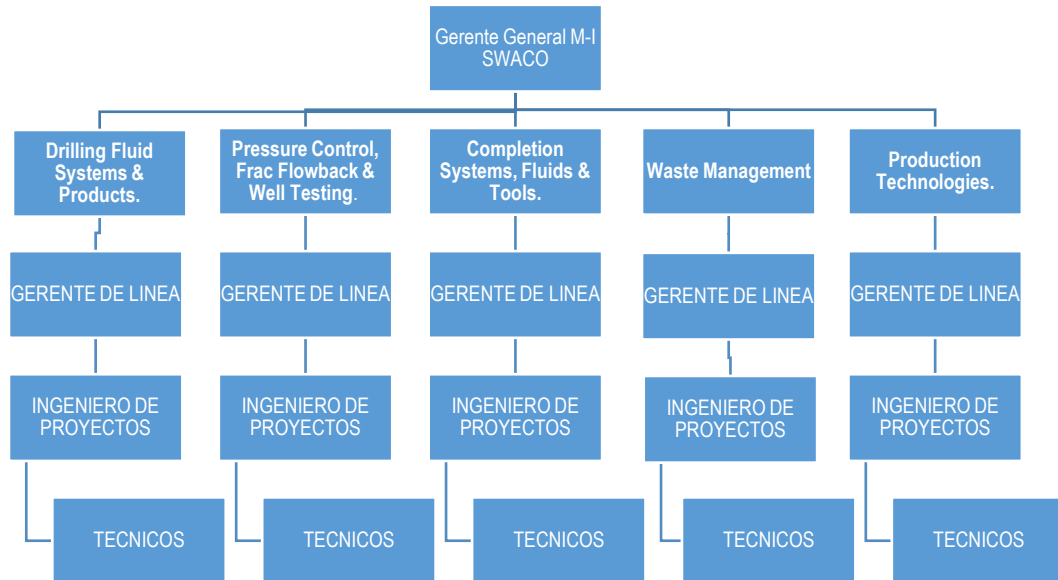 Gerente General M-I
SWACO
Drilling Fluid
Systems &
Products.
Pressure Control,
Frac Flowback &
Well Testing.
Completion
Systems, Fluids &
Tools.
Waste Management
Production
Technologies.
GERENTE DE LINEA
GERENTE DE LINEA
GERENTE DE LINEA
GERENTE DE LINEA
GERENTE DE LINEA
INGENIERO DE
PROYECTOS
INGENIERO DE
PROYECTOS
INGENIERO DE
PROYECTOS
INGENIERO DE
PROYECTOS
INGENIERO DE
PROYECTOS
TECNICOS
TECNICOS
TECNICOS
TECNICOS
TECNICOS